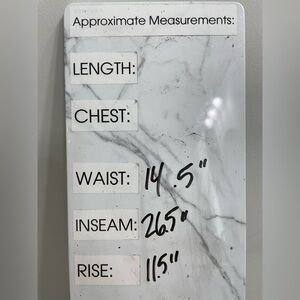 Approximate Measurements:
LENGTH:
CHEST:
WAIST: 14.5"
INSEAM: 26.5"
RISE: 11.5"